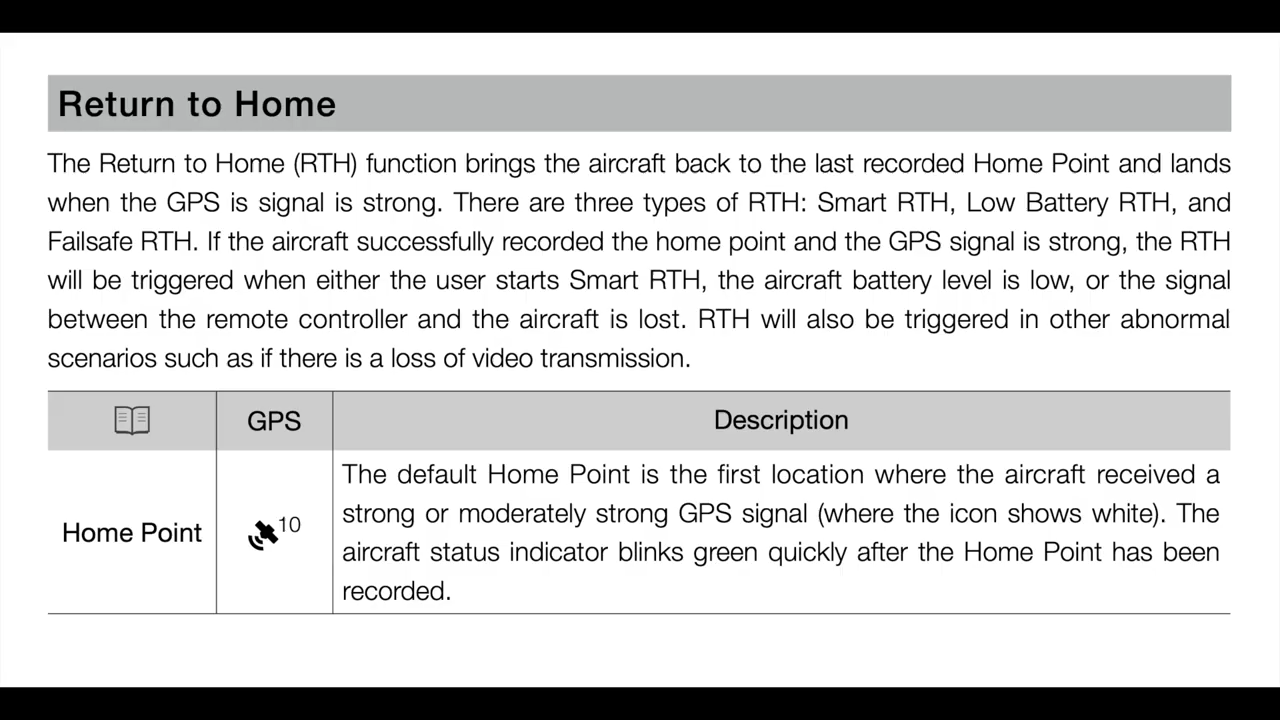 Return to Home
The Return to Home (RTH) function brings the aircraft back to the last recorded Home Point and lands
when the GPS is signal is strong. There are three types of RTH: Smart RTH, Low Battery RTH, and
Failsafe RTH. If the aircraft successfully recorded the home point and the GPS signal is strong, the RTH
will be triggered when either the user starts Smart RTH, the aircraft battery level is low, or the signal
between the remote controller and the aircraft is lost. RTH will also be triggered in other abnormal
scenarios such as if there is a loss of video transmission.
GPS
Description
Home Point
10
The default Home Point is the first location where the aircraft received a
strong or moderately strong GPS signal (where the icon shows white). The
aircraft status indicator blinks green quickly after the Home Point has been
recorded.